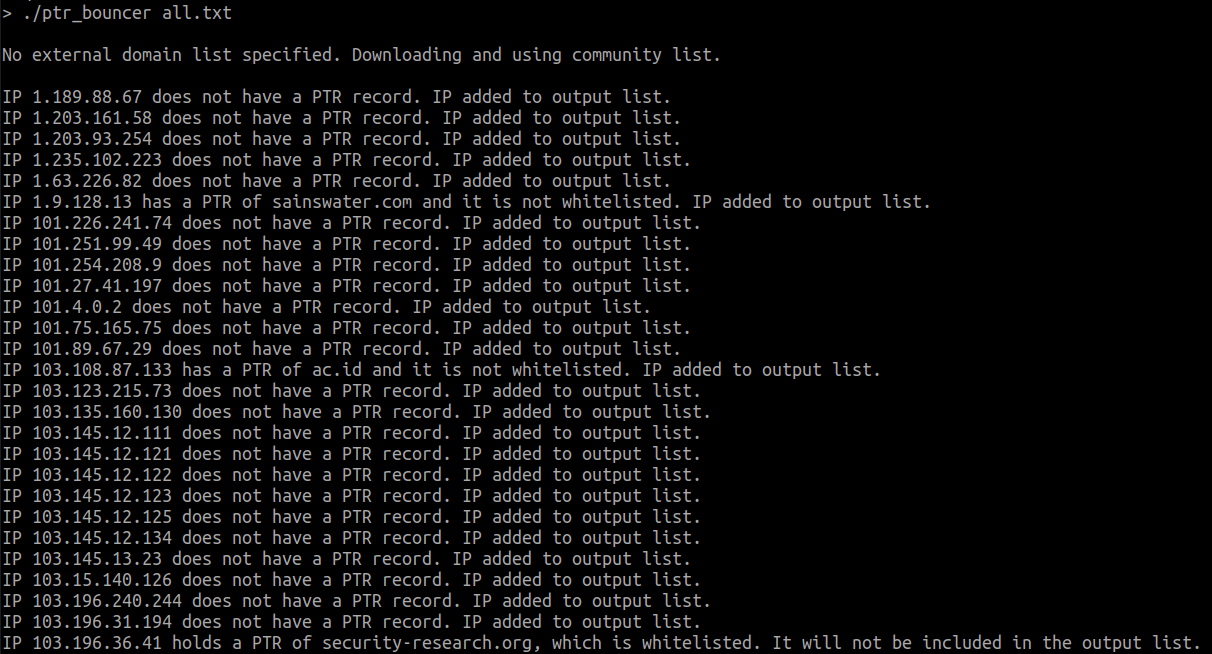 > ./ptr_bouncer all.txt
No external domain list specified. Downloading and using community list.
IP 1.189.88.67 does not have a PTR record. IP added to output list.
IP 1.203.161.58 does not have a PTR record. IP added to output list.
IP 1.203.93.254 does not have a PTR record. IP added to output list.
IP 1.235.102.223 does not have a PTR record. IP added to output list.
IP 1.63.226.82 does not have a PTR record. IP added to output list.
IP 1.9.128.13 has a PTR of sainswater.com and it is not whitelisted. IP added to output list.
IP 101.226.241.74 does not have a PTR record. IP added to output list.
IP 101.251.99.49 does not have a PTR record. IP added to output list.
IP 101.254.208.9 does not have a PTR record. IP added to output list.
IP 101.27.41.197 does not have a PTR record. IP added to output list.
IP 101.4.0.2 does not have a PTR record. IP added to output list.
IP 101.75.165.75 does not have a PTR record. IP added to output list.
IP 101.89.67.29 does not have a PTR record. IP added to output list.
IP 103.108.87.133 has a PTR of ac.id and it is not whitelisted. IP added to output list.
IP 103.123.215.73 does not have a PTR record. IP added to output list.
IP 103.135.160.130 does not have a PTR record. IP added to output list.
IP 103.145.12.111 does not have a PTR record. IP added to output list.
IP 103.145.12.121 does not have a PTR record. IP added to output list.
IP 103.145.12.122 does not have a PTR record. IP added to output list.
IP 103.145.12.123 does not have a PTR record. IP added to output list.
IP 103.145.12.125 does not have a PTR record. IP added to output list.
IP 103.145.12.134 does not have a PTR record. IP added to output list.
IP 103.145.13.23 does not have a PTR record. IP added to output list.
IP 103.15.140.126 does not have a PTR record. IP added to output list.
IP 103.196.240.244 does not have a PTR record. IP added to output list.
IP 103.196.31.194 does not have a PTR record. IP added to output list.
IP 103.196.36.41 holds a PTR of security-research.org, which is whitelisted. It will not be included in the output list.